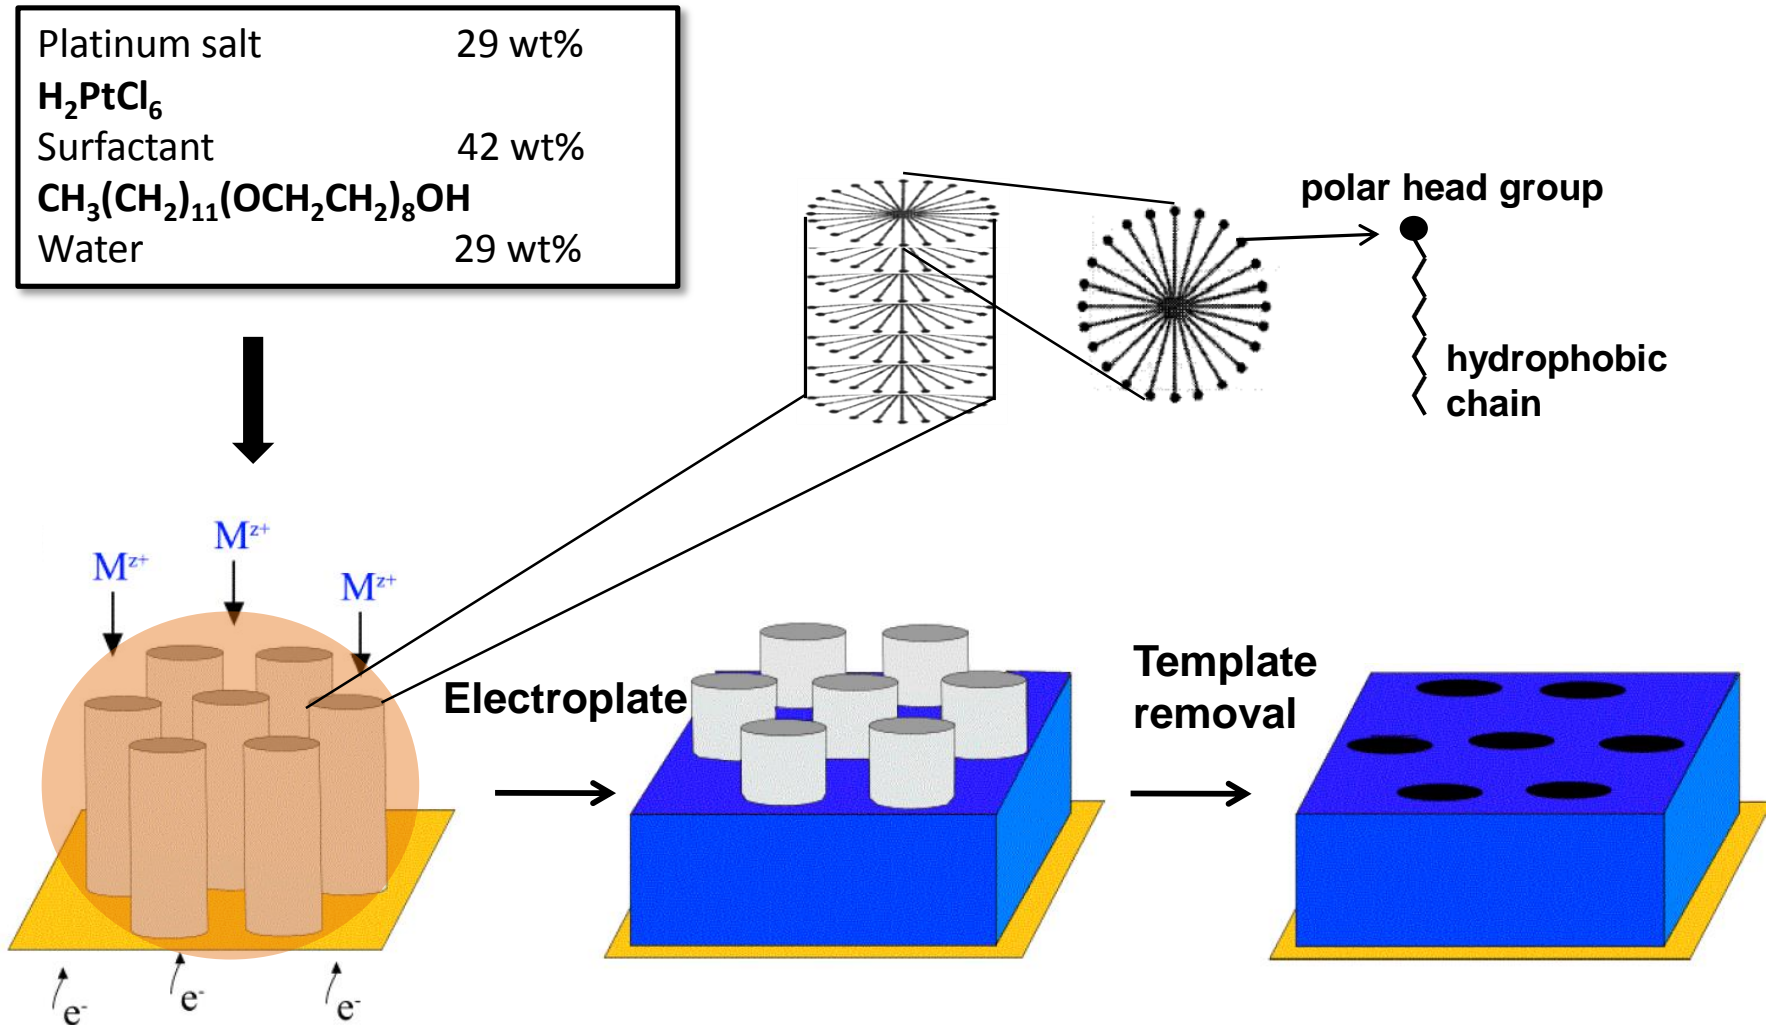 Platinum salt 29 wt%
H₂PtCl₆
Surfactant 42 wt%
CH₃(CH₂)₁₁(OCH₂CH₂)₈OH
Water 29 wt%
polar head group
hydrophobic
chain
Mᶻ⁺
Mᶻ⁺
Mᶻ⁺
Electroplate
Template
removal
e⁻
e⁻
e⁻